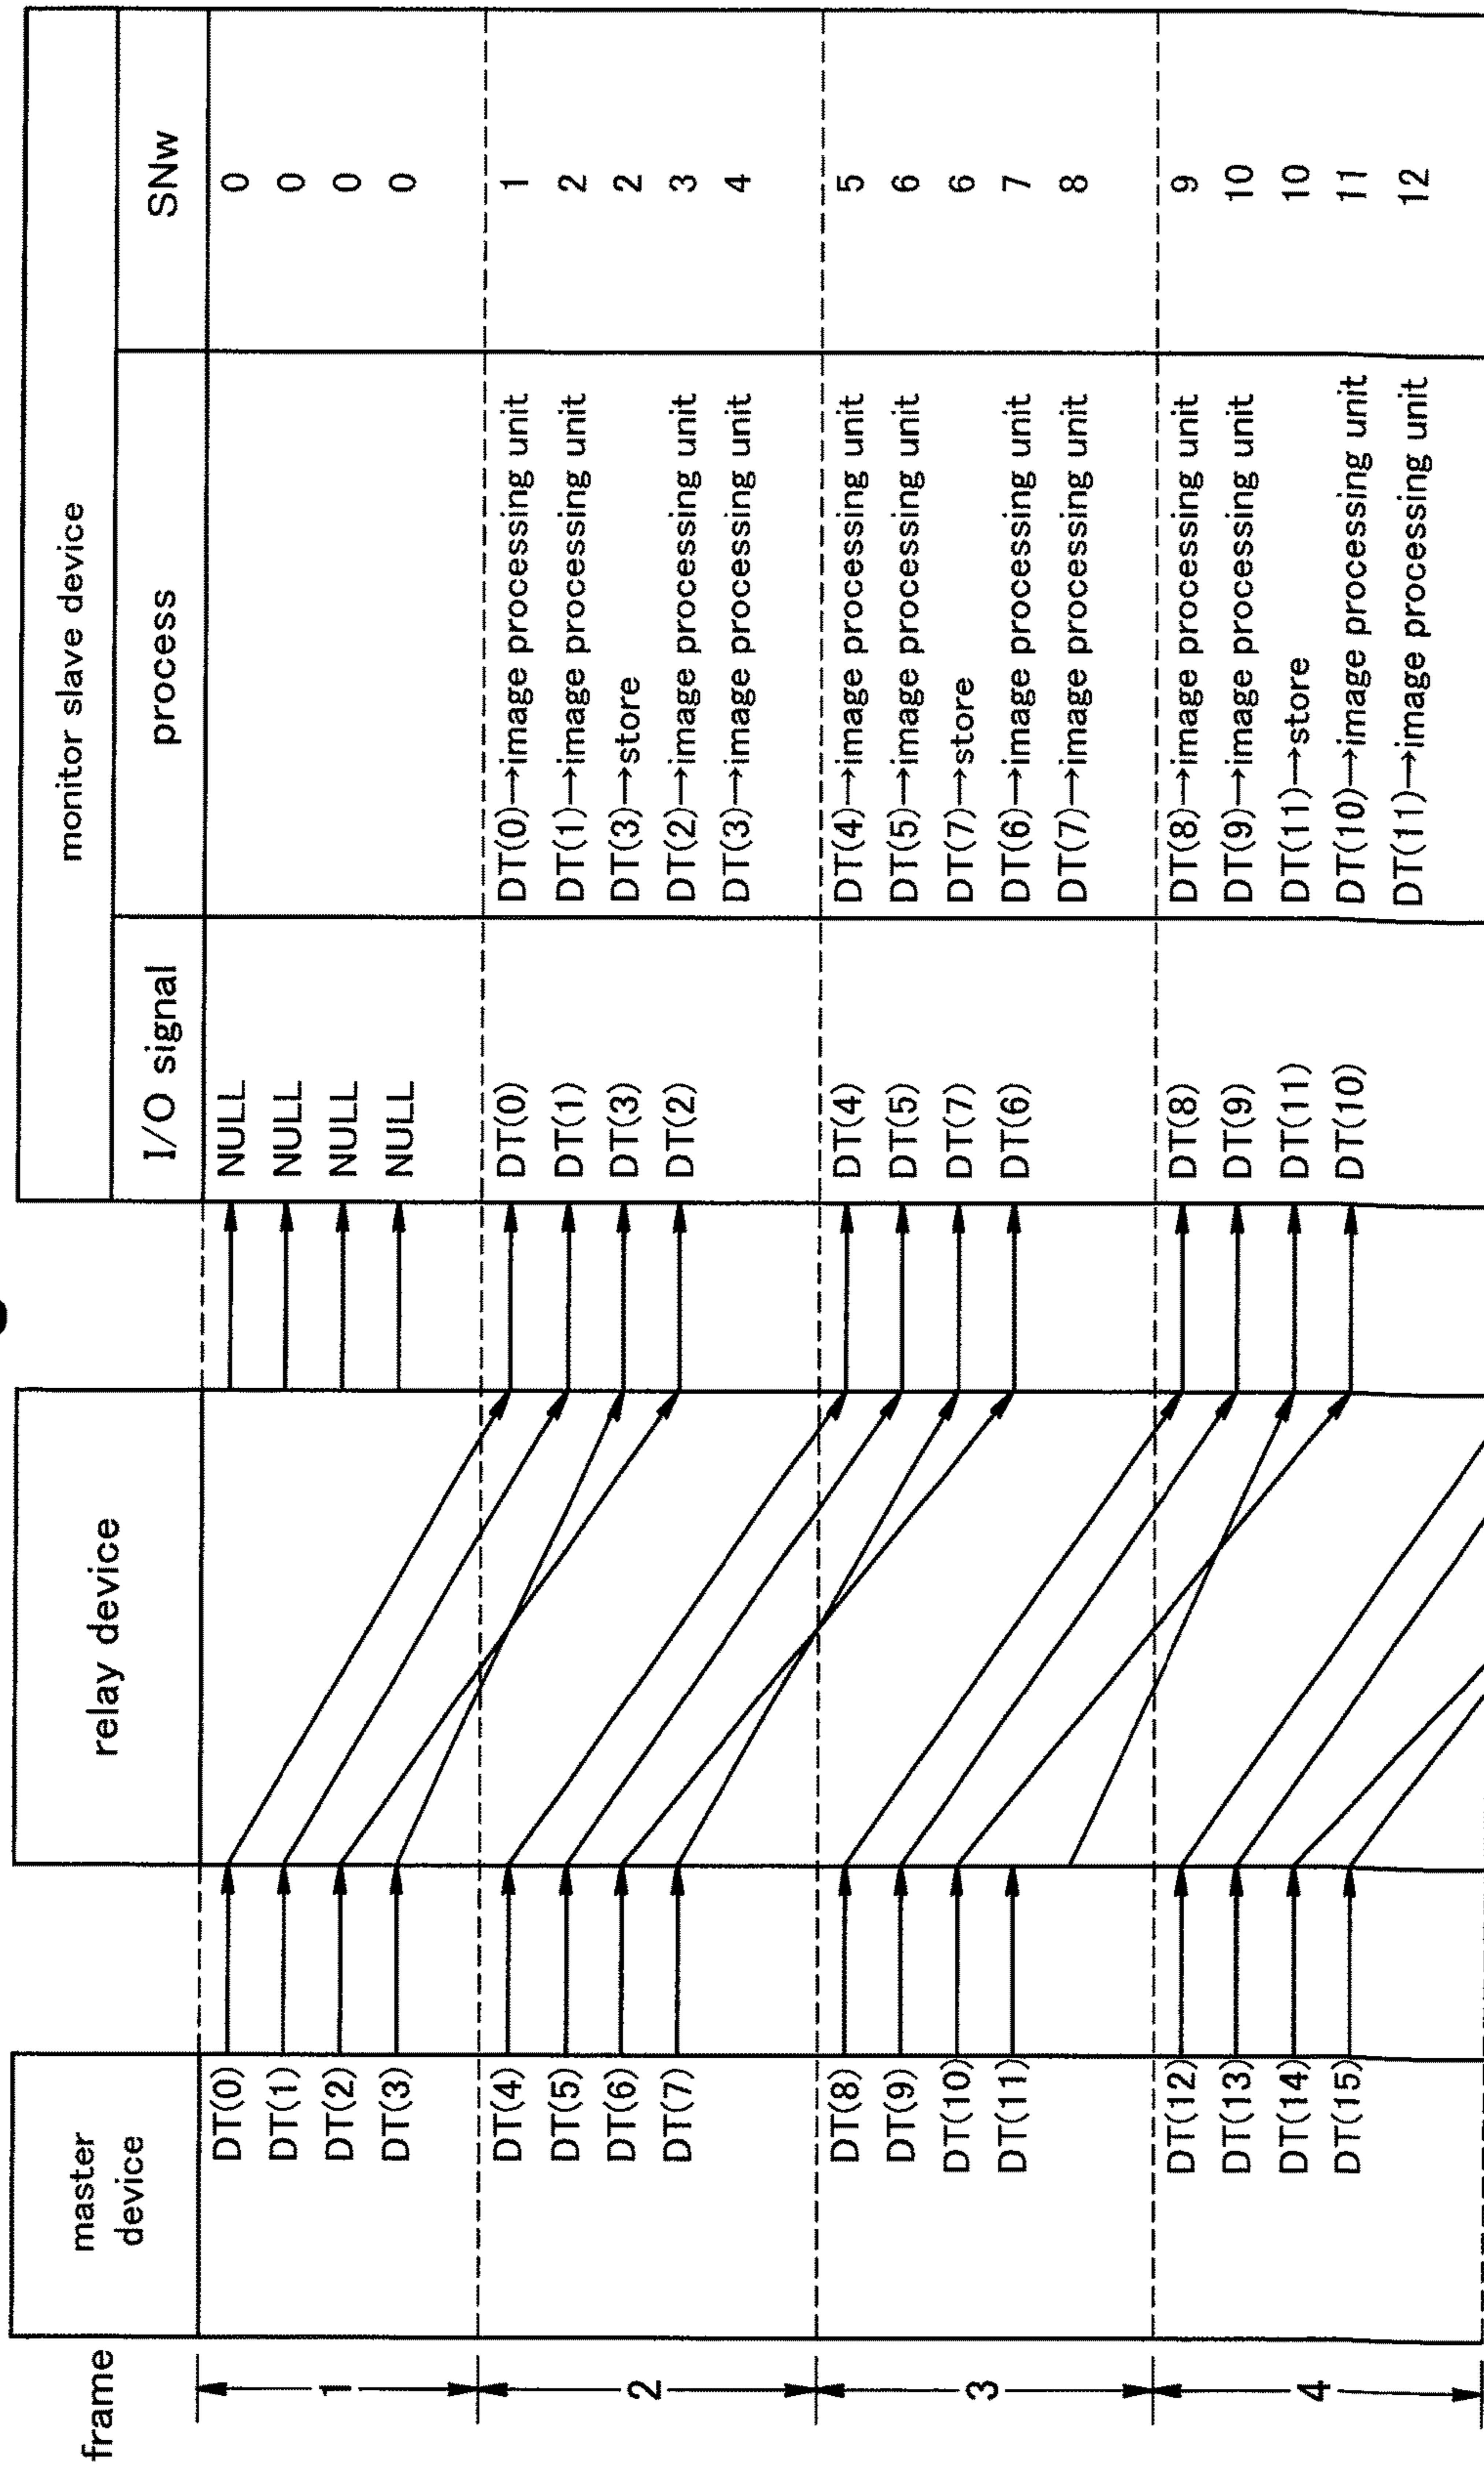 frame
master
device
relay device
monitor slave device
I/O signal
process
SNw
1
DT(0)
NULL
0
DT(1)
NULL
0
DT(2)
NULL
0
DT(3)
NULL
0
2
DT(4)
DT(0)
DT(0)→image processing unit
1
DT(5)
DT(1)
DT(1)→image processing unit
2
DT(6)
DT(3)
DT(3)→store
2
DT(7)
DT(2)
DT(2)→image processing unit
3
DT(3)→image processing unit
4
3
DT(8)
DT(4)
DT(4)→image processing unit
5
DT(9)
DT(5)
DT(5)→image processing unit
6
DT(10)
DT(7)
DT(7)→store
6
DT(11)
DT(6)
DT(6)→image processing unit
7
DT(7)→image processing unit
8
4
DT(12)
DT(8)
DT(8)→image processing unit
9
DT(13)
DT(9)
DT(9)→image processing unit
10
DT(14)
DT(11)
DT(11)→store
10
DT(15)
DT(10)
DT(10)→image processing unit
11
DT(11)→image processing unit
12